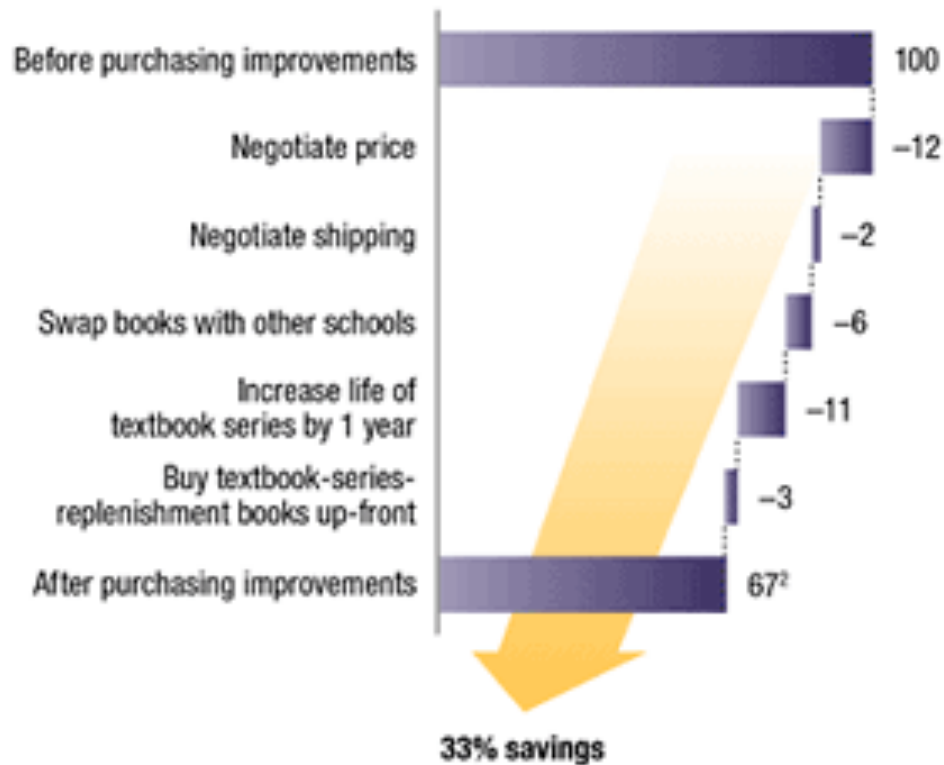 Before purchasing improvements 100
Negotiate price –12
Negotiate shipping –2
Swap books with other schools –6
Increase life of
textbook series by 1 year –11
Buy textbook-series-
replenishment books up-front –3
After purchasing improvements 67²
33% savings